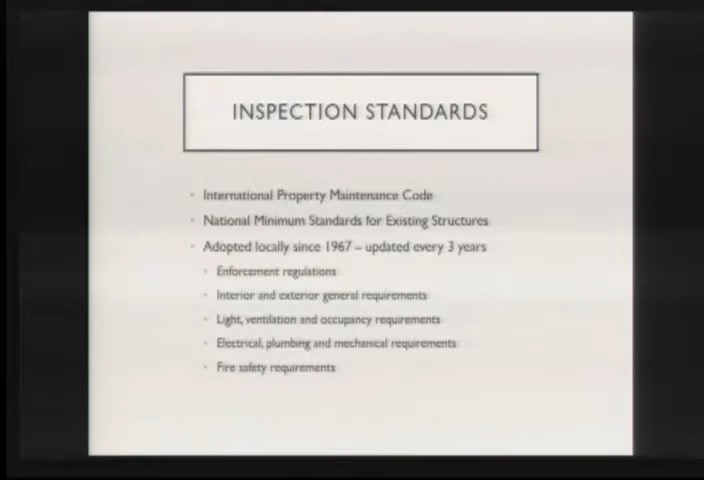 INSPECTION STANDARDS
International Property Maintenance Code
National Minimum Standards for Existing Structures
Adopted locally since 1967 – updated every 3 years
Enforcement regulations
Interior and exterior general requirements
Light, ventilation and occupancy requirements
Electrical, plumbing and mechanical requirements
Fire safety requirements